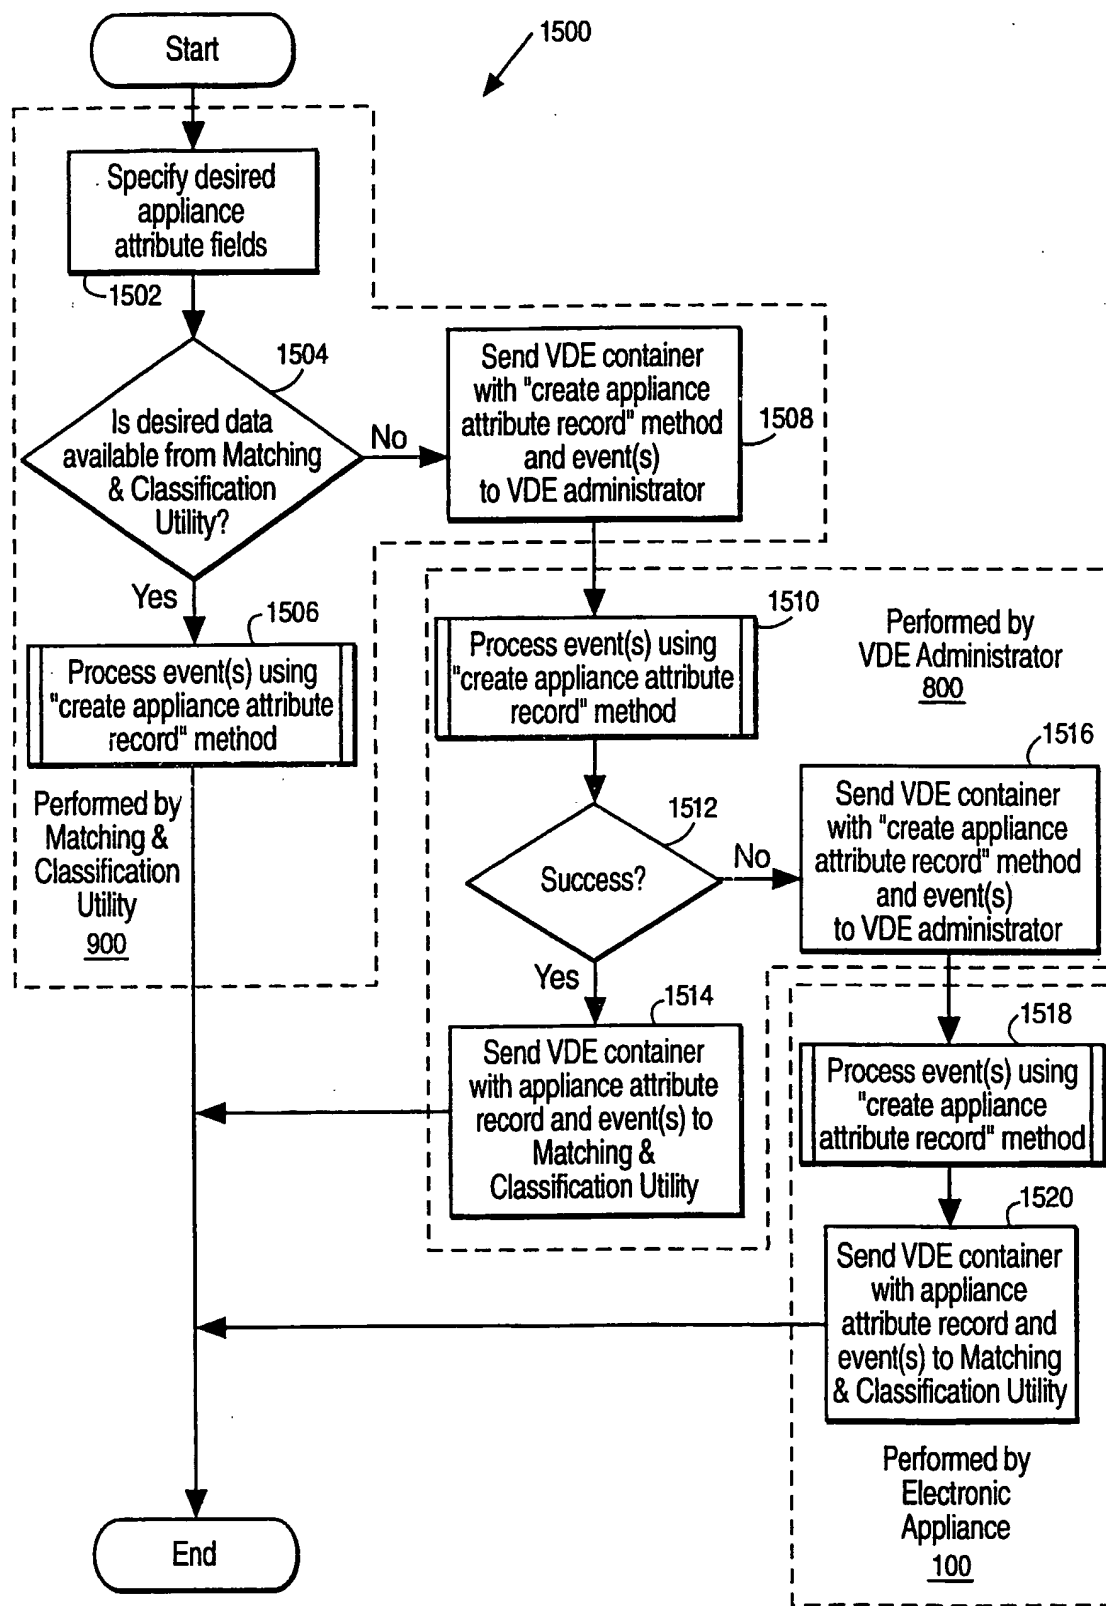 Start
1500
Specify desired
appliance
attribute fields
1502
1504
Is desired data
available from Matching
& Classification
Utility?
No
Yes
Send VDE container
with "create appliance
attribute record" method
and event(s)
to VDE administrator
1508
1506
Process event(s) using
"create appliance attribute
record" method
Performed by
Matching &
Classification
Utility
900
1510
Process event(s) using
"create appliance attribute
record" method
Performed by
VDE Administrator
800
1512
Success?
No
Yes
1516
Send VDE container
with "create appliance
attribute record" method
and event(s)
to VDE administrator
1514
Send VDE container
with appliance attribute
record and event(s) to
Matching &
Classification Utility
1518
Process event(s) using
"create appliance
attribute record" method
1520
Send VDE container
with appliance
attribute record and
event(s) to Matching
& Classification Utility
Performed by
Electronic
Appliance
100
End